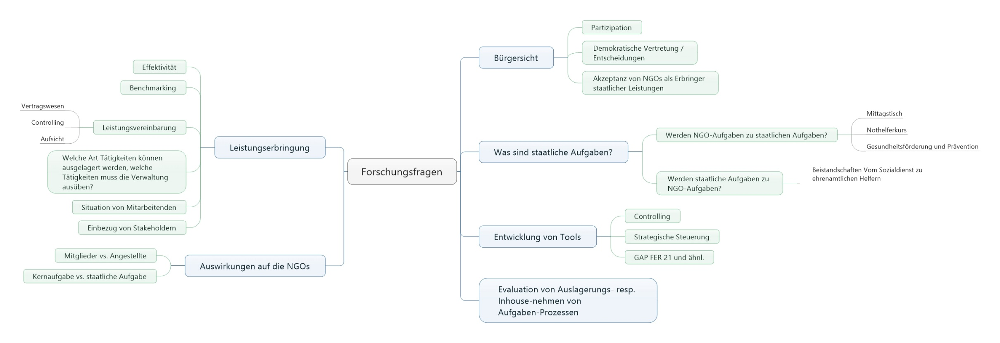 Forschungsfragen
Bürgersicht
Partizipation
Demokratische Vertretung /
Entscheidungen
Akzeptanz von NGOs als Erbringer
staatlicher Leistungen
Was sind staatliche Aufgaben?
Werden NGO-Aufgaben zu staatlichen Aufgaben?
Mittagstisch
Nothelferkurs
Gesundheitsförderung und Prävention
Werden staatliche Aufgaben zu
NGO-Aufgaben?
Beistandschaften Vom Sozialdienst zu
ehrenamtlichen Helfern
Entwicklung von Tools
Controlling
Strategische Steuerung
GAP FER 21 und ähnl.
Evaluation von Auslagerungs- resp.
Inhouse-nehmen von
Aufgaben-Prozessen
Leistungserbringung
Effektivität
Benchmarking
Leistungsvereinbarung
Vertragswesen
Controlling
Aufsicht
Welche Art Tätigkeiten können
ausgelagert werden, welche
Tätigkeiten muss die Verwaltung
ausüben?
Situation von Mitarbeitenden
Einbezug von Stakeholdern
Auswirkungen auf die NGOs
Mitglieder vs. Angestellte
Kernaufgabe vs. staatliche Aufgabe